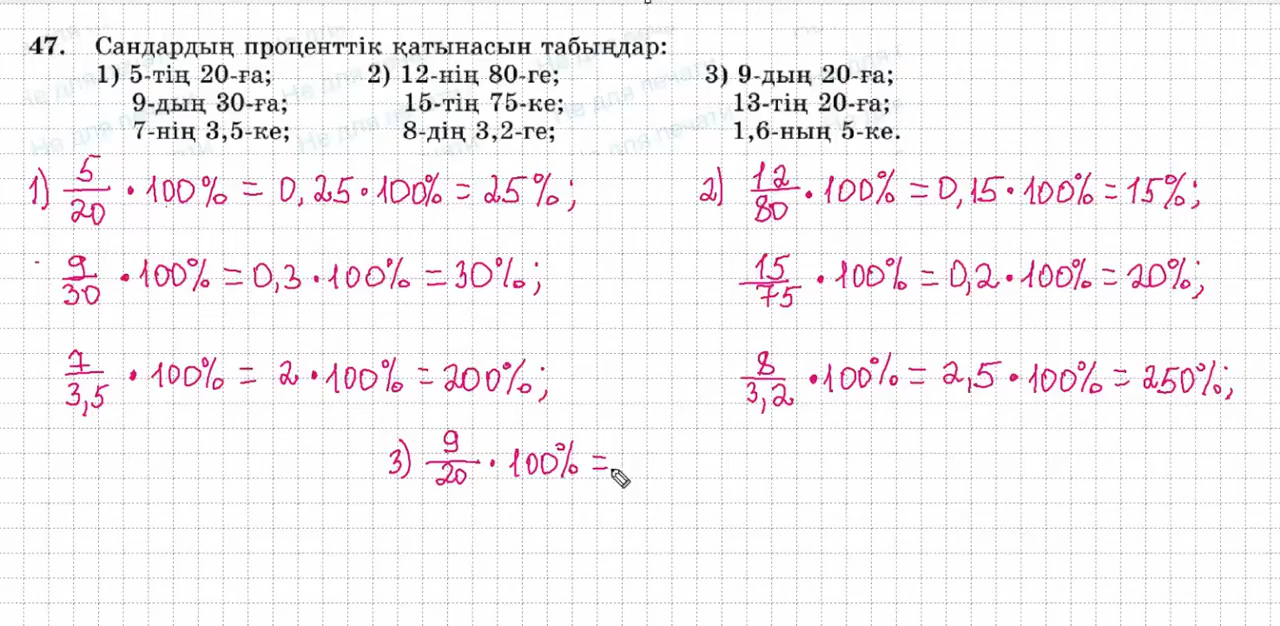 47. Сандардың проценттік қатынасын табыңдар:
1) 5-тің 20-ға; 2) 12-нің 80-ге; 3) 9-дың 20-ға;
9-дың 30-ға; 15-тің 75-ке; 13-тің 20-ға;
7-нің 3,5-ке; 8-дің 3,2-ге; 1,6-ның 5-ке.
1) 5/20 · 100% = 0,25 · 100% = 25%; 2) 12/80 · 100% = 0,15 · 100% = 15%;
9/30 · 100% = 0,3 · 100% = 30%; 15/75 · 100% = 0,2 · 100% = 20%;
7/3,5 · 100% = 2 · 100% = 200%; 8/3,2 · 100% = 2,5 · 100% = 250%;
3) 9/20 · 100% =